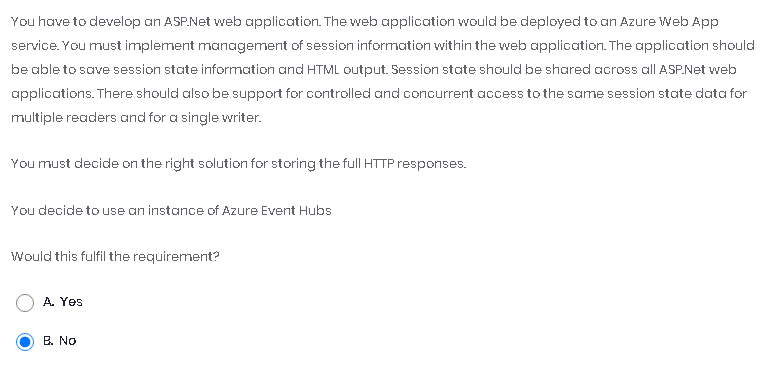 You have to develop an ASP.Net web application. The web application would be deployed to an Azure Web App
service. You must implement management of session information within the web application. The application should
be able to save session state information and HTML output. Session state should be shared across all ASP.Net web
applications. There should also be support for controlled and concurrent access to the same session state data for
multiple readers and for a single writer.
You must decide on the right solution for storing the full HTTP responses.
You decide to use an instance of Azure Event Hubs
Would this fulfil the requirement?
A. Yes
B. No